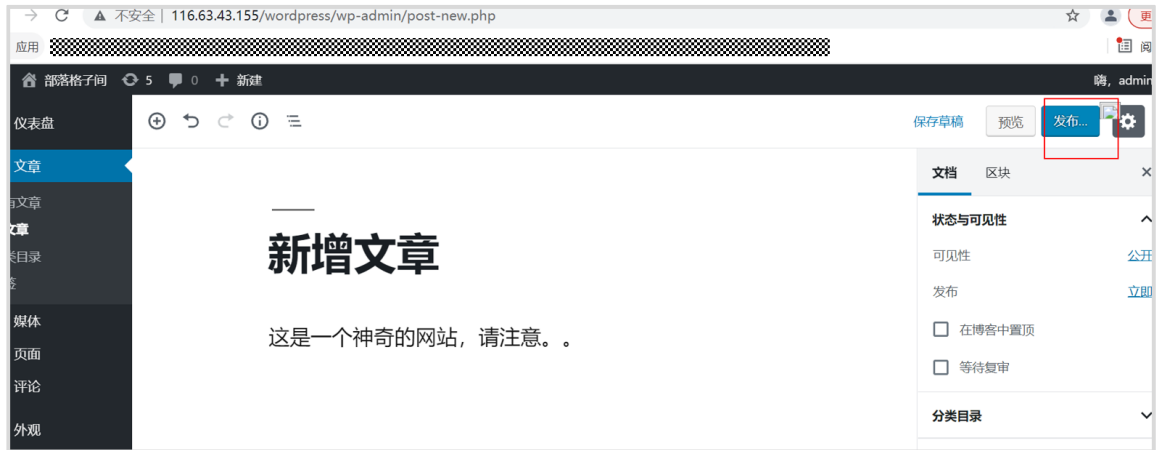 不安全 | 116.63.43.155/wordpress/wp-admin/post-new.php
应用
部落格子间 5 0 新建 嗨，admin
仪表盘
保存草稿 预览 发布...
文章
文档 区块
文章
状态与可见性
新增文章
目录
可见性 公开
发布 立即
媒体
在博客中置顶
这是一个神奇的网站，请注意。。
页面
等待复审
评论
分类目录
外观